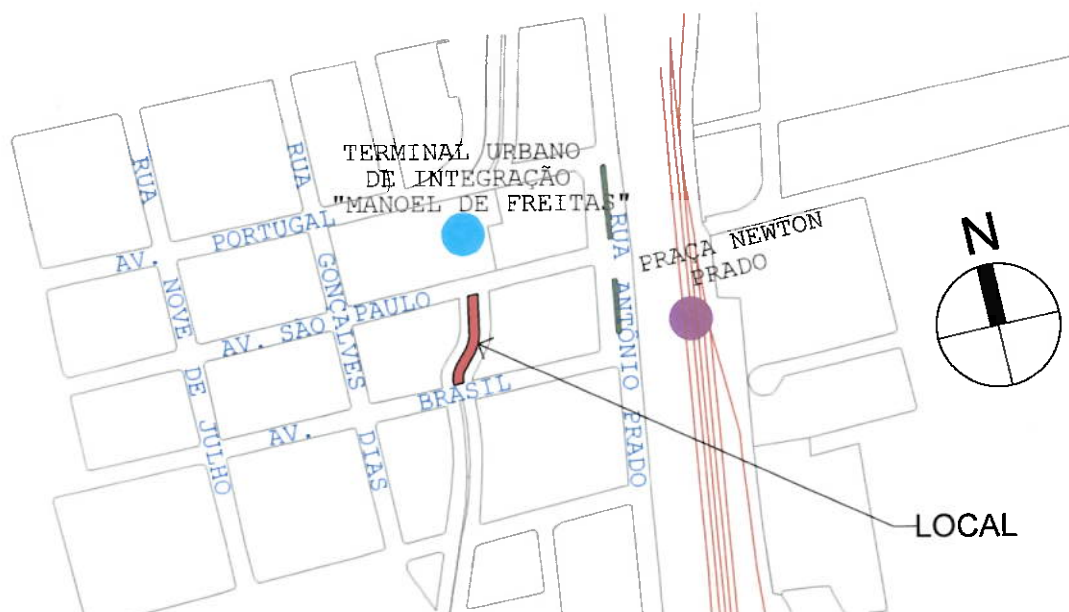 TERMINAL URBANO
DE INTEGRAÇÃO
"MANOEL DE FREITAS"
RUA
RUA
AV. PORTUGAL
RUA ANTÔNIO PRADO
PRAÇA NEWTON
PRADO
N
NOVE DE JULHO
GONÇALVES DIAS
AV. SÃO PAULO
AV. BRASIL
LOCAL